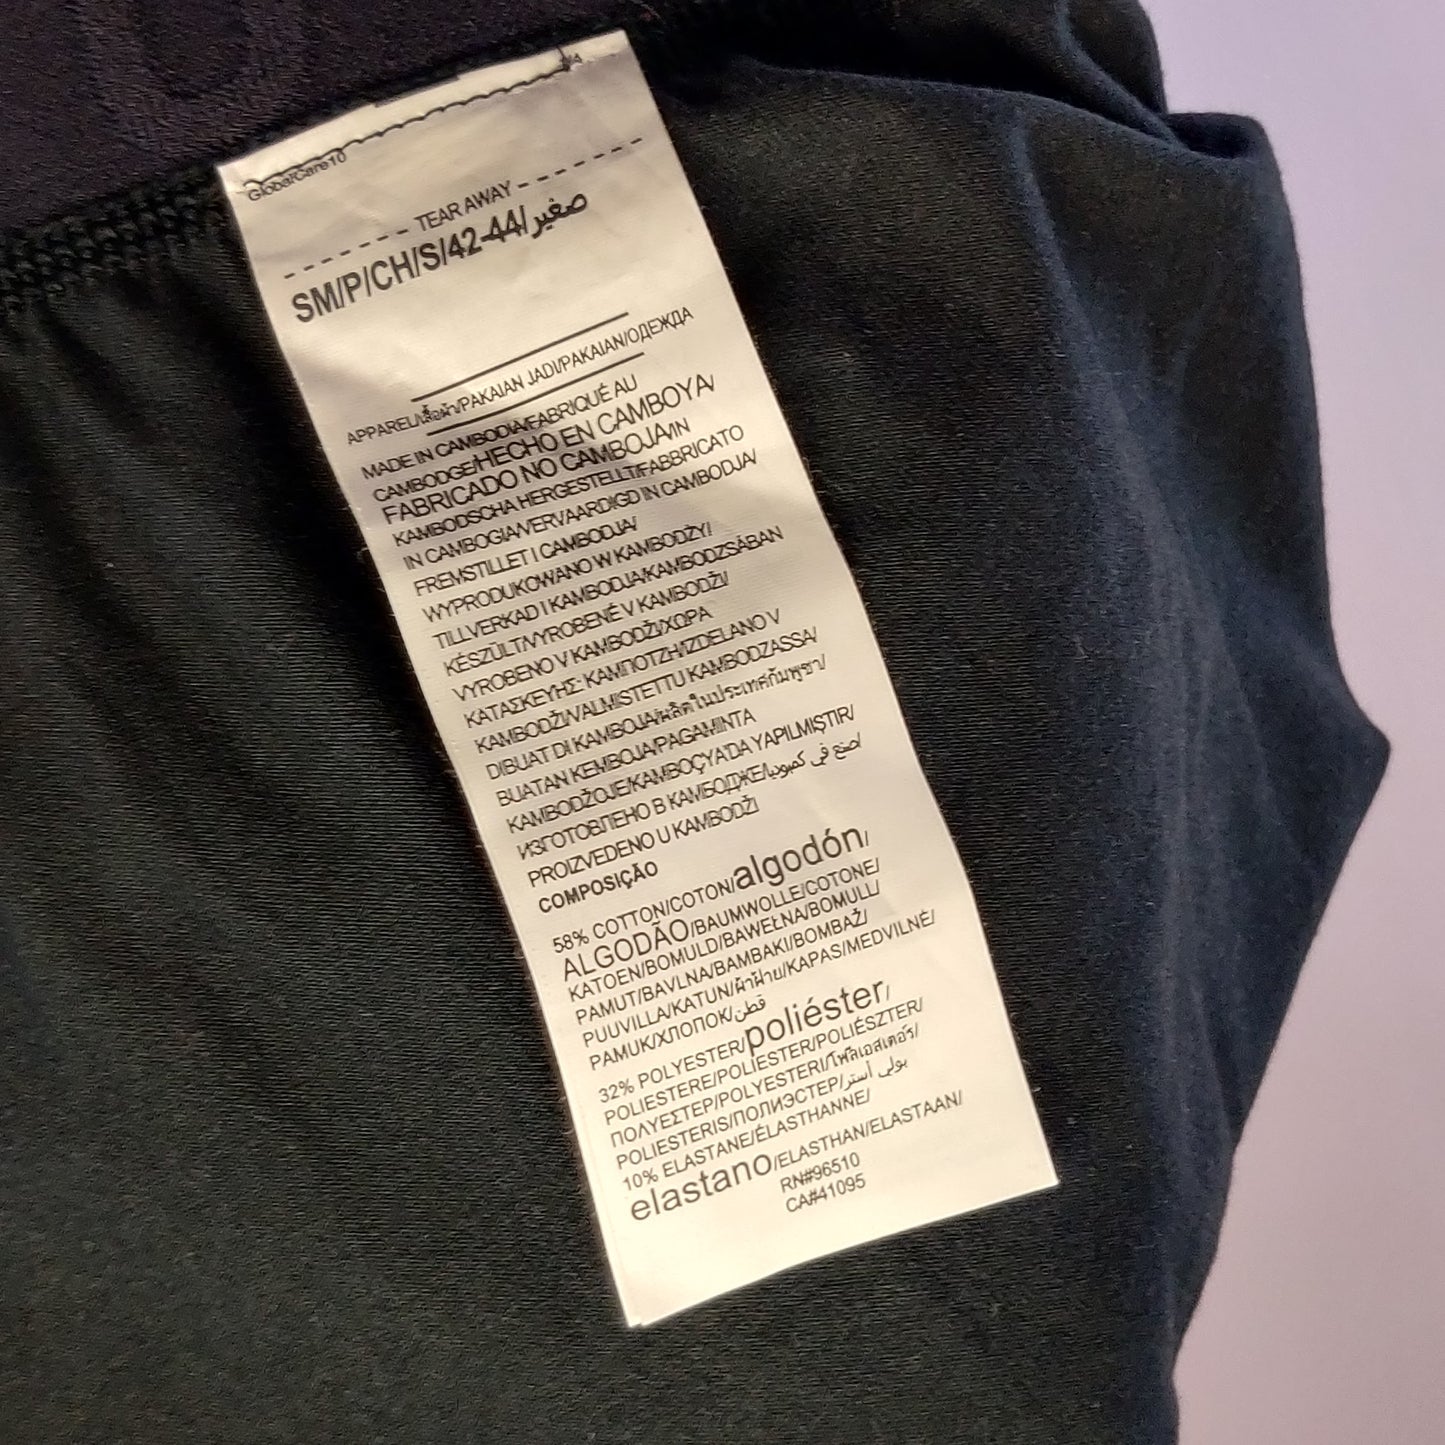 GlobalCare10
TEAR AWAY
SM/P/CH/S/42-44/صغير
APPAREL/เสื้อผ้า/PAKAIAN JADI/PAKAIAN/ОДЕЖДА
MADE IN CAMBODIA/FABRIQUÉ AU
CAMBODGE/HECHO EN CAMBOYA/
FABRICADO NO CAMBOJA/IN
KAMBODSCHA HERGESTELLT/FABBRICATO
IN CAMBOGIA/VERVAARDIGD IN CAMBODJA/
FREMSTILLET I CAMBODJA/
WYPRODUKOWANO W KAMBODŻY/
TILLVERKAD I KAMBODJA/KAMBODZSÁBAN
KÉSZÜLT/VYROBENÉ V KAMBODŽI/
VYROBENO V KAMBODŽI/ΧΩΡΑ
ΚΑΤΑΣΚΕΥΗΣ: ΚΑΜΠΟΤΖΗ/IZDELANO V
KAMBODŽI/VALMISTETTU KAMBODZASSA/
DIBUAT DI KAMBOJA/ผลิตในประเทศกัมพูชา/
BUATAN KEMBOJA/PAGAMINTA
KAMBODŽOJE/KAMBOÇYA'DA YAPILMIŞTIR/
ИЗГОТОВЛЕНО В КАМБОДЖЕ/صنع في كمبوديا/
PROIZVEDENO U KAMBODŽI
COMPOSIÇÃO
58% COTTON/COTON/algodón/
ALGODÃO/BAUMWOLLE/COTONE/
KATOEN/BOMULD/BAWEŁNA/BOMULL/
PAMUT/BAVLNA/BAMBAKI/BOMBAŽ/
PUUVILLA/KATUN/ผ้าฝ้าย/KAPAS/MEDVILNĖ/
PAMUK/ХЛОПОК/قطن
32% POLYESTER/poliéster/
POLIESTERE/POLIESTER/POLIÉSZTER/
ΠΟΛΥΕΣΤΕΡ/POLYESTERI/โพลีเอสเตอร์/
POLIESTERIS/ПОЛИЭСТЕР/بولي أستر
10% ELASTANE/ÉLASTHANNE/
elastano/ELASTHAN/ELASTAAN/
RN#96510
CA#41095